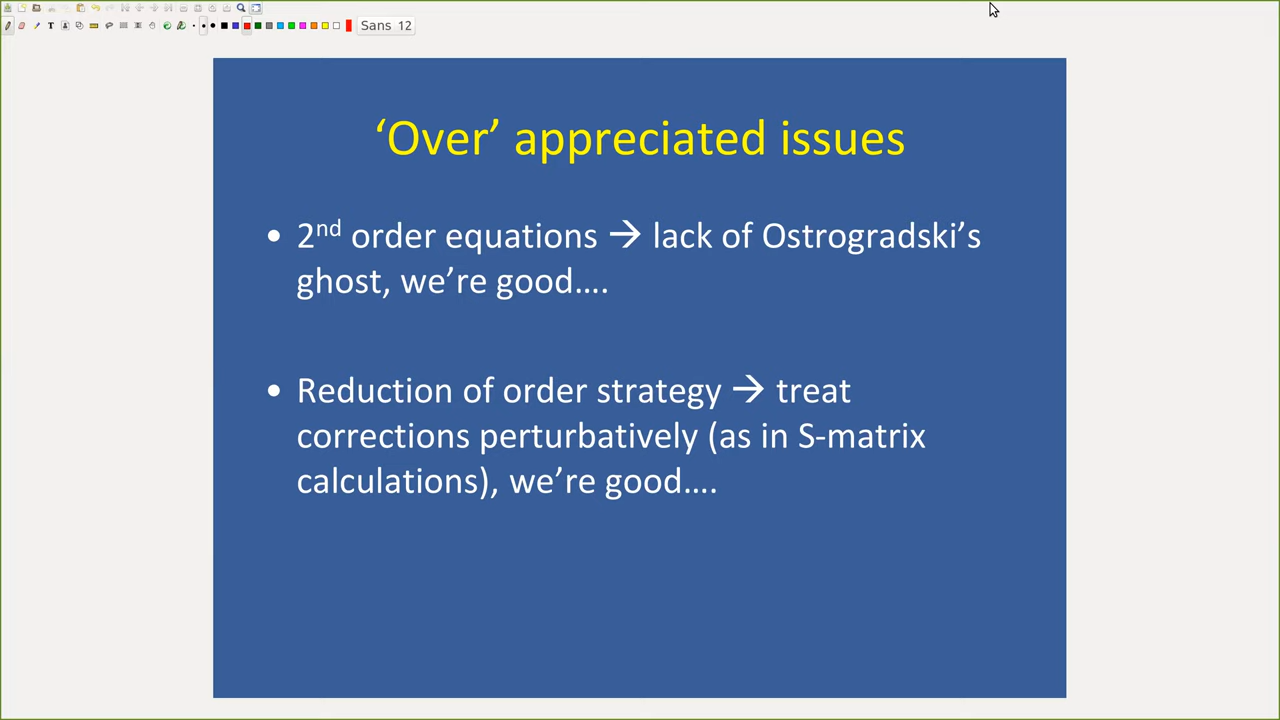 Sans 12
‘Over’ appreciated issues
• 2nd order equations → lack of Ostrogradski’s
ghost, we’re good….
• Reduction of order strategy → treat
corrections perturbatively (as in S-matrix
calculations), we’re good….